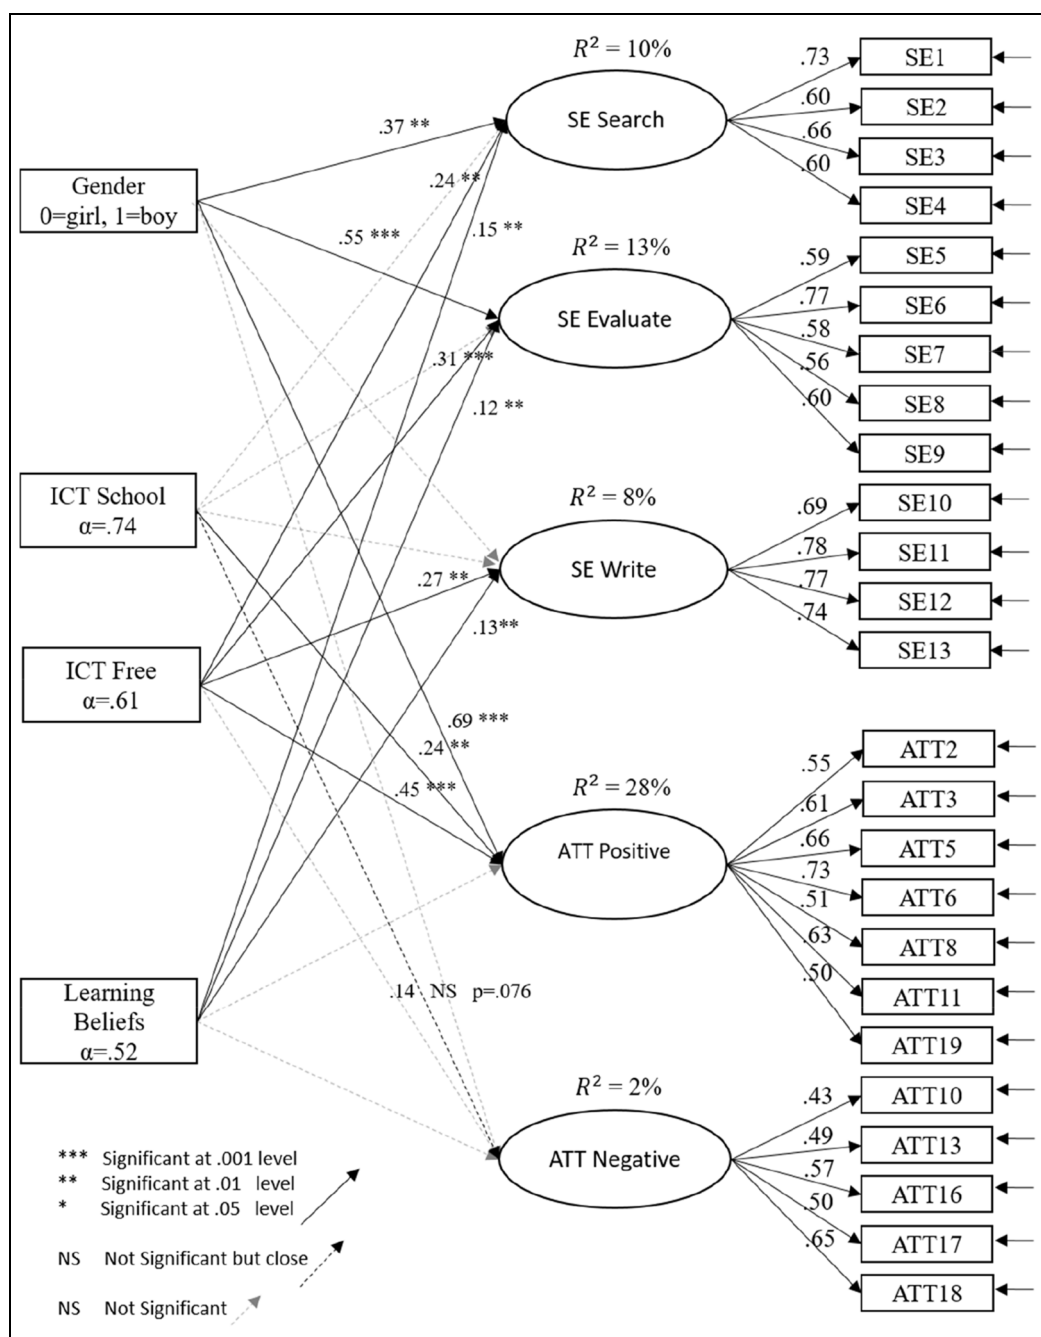 R² = 10%
SE Search
.73
SE1
.60
SE2
.66
SE3
.60
SE4
.37 **
Gender
0=girl, 1=boy
.24 **
.15 **
.55 ***
R² = 13%
SE Evaluate
.59
SE5
.77
SE6
.58
SE7
.56
SE8
.60
SE9
.31 ***
.12 **
ICT School
α=.74
R² = 8%
SE Write
.69
SE10
.78
SE11
.77
SE12
.74
SE13
.27 **
.13**
ICT Free
α=.61
.69 ***
.24 **
.45 ***
R² = 28%
ATT Positive
.55
ATT2
.61
ATT3
.66
ATT5
.73
ATT6
.51
ATT8
.63
ATT11
.50
ATT19
Learning
Beliefs
α=.52
.14 NS p=.076
R² = 2%
ATT Negative
.43
ATT10
.49
ATT13
.57
ATT16
.50
ATT17
.65
ATT18
*** Significant at .001 level
** Significant at .01 level
* Significant at .05 level
NS Not Significant but close
NS Not Significant